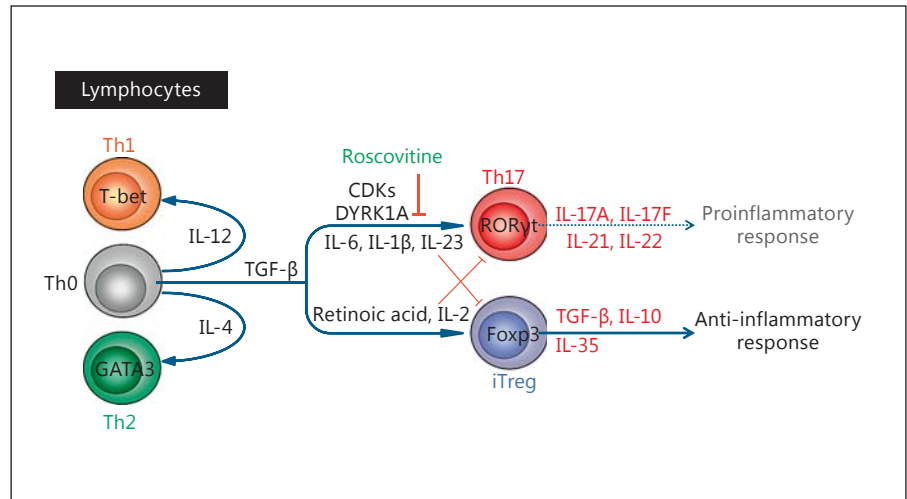 Lymphocytes
Th1
T-bet
IL-12
Th0
IL-4
GATA3
Th2
TGF-β
Roscovitine
CDKs
DYRK1A
IL-6, IL-1β, IL-23
Retinoic acid, IL-2
Th17
RORγt
IL-17A, IL-17F
IL-21, IL-22
Proinflammatory
response
Foxp3
iTreg
TGF-β, IL-10
IL-35
Anti-inflammatory
response